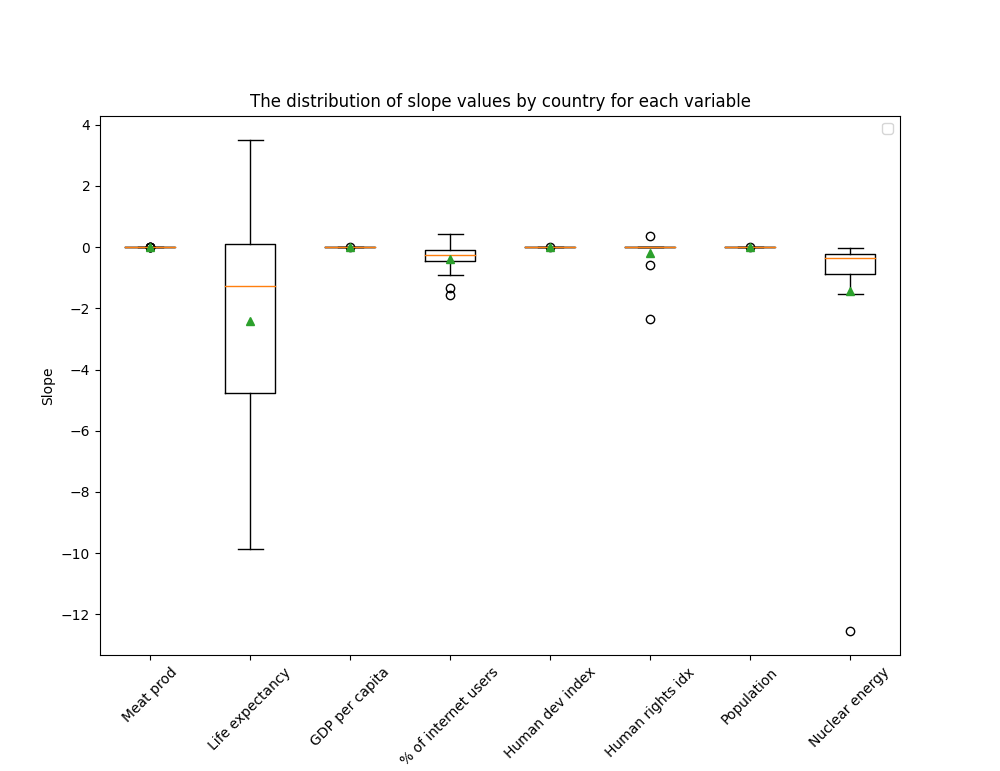 The distribution of slope values by country for each variable
4
2
0
−2
−4
−6
−8
−10
−12
Slope
Meat prod
Life expectancy
GDP per capita
% of internet users
Human dev index
Human rights idx
Population
Nuclear energy